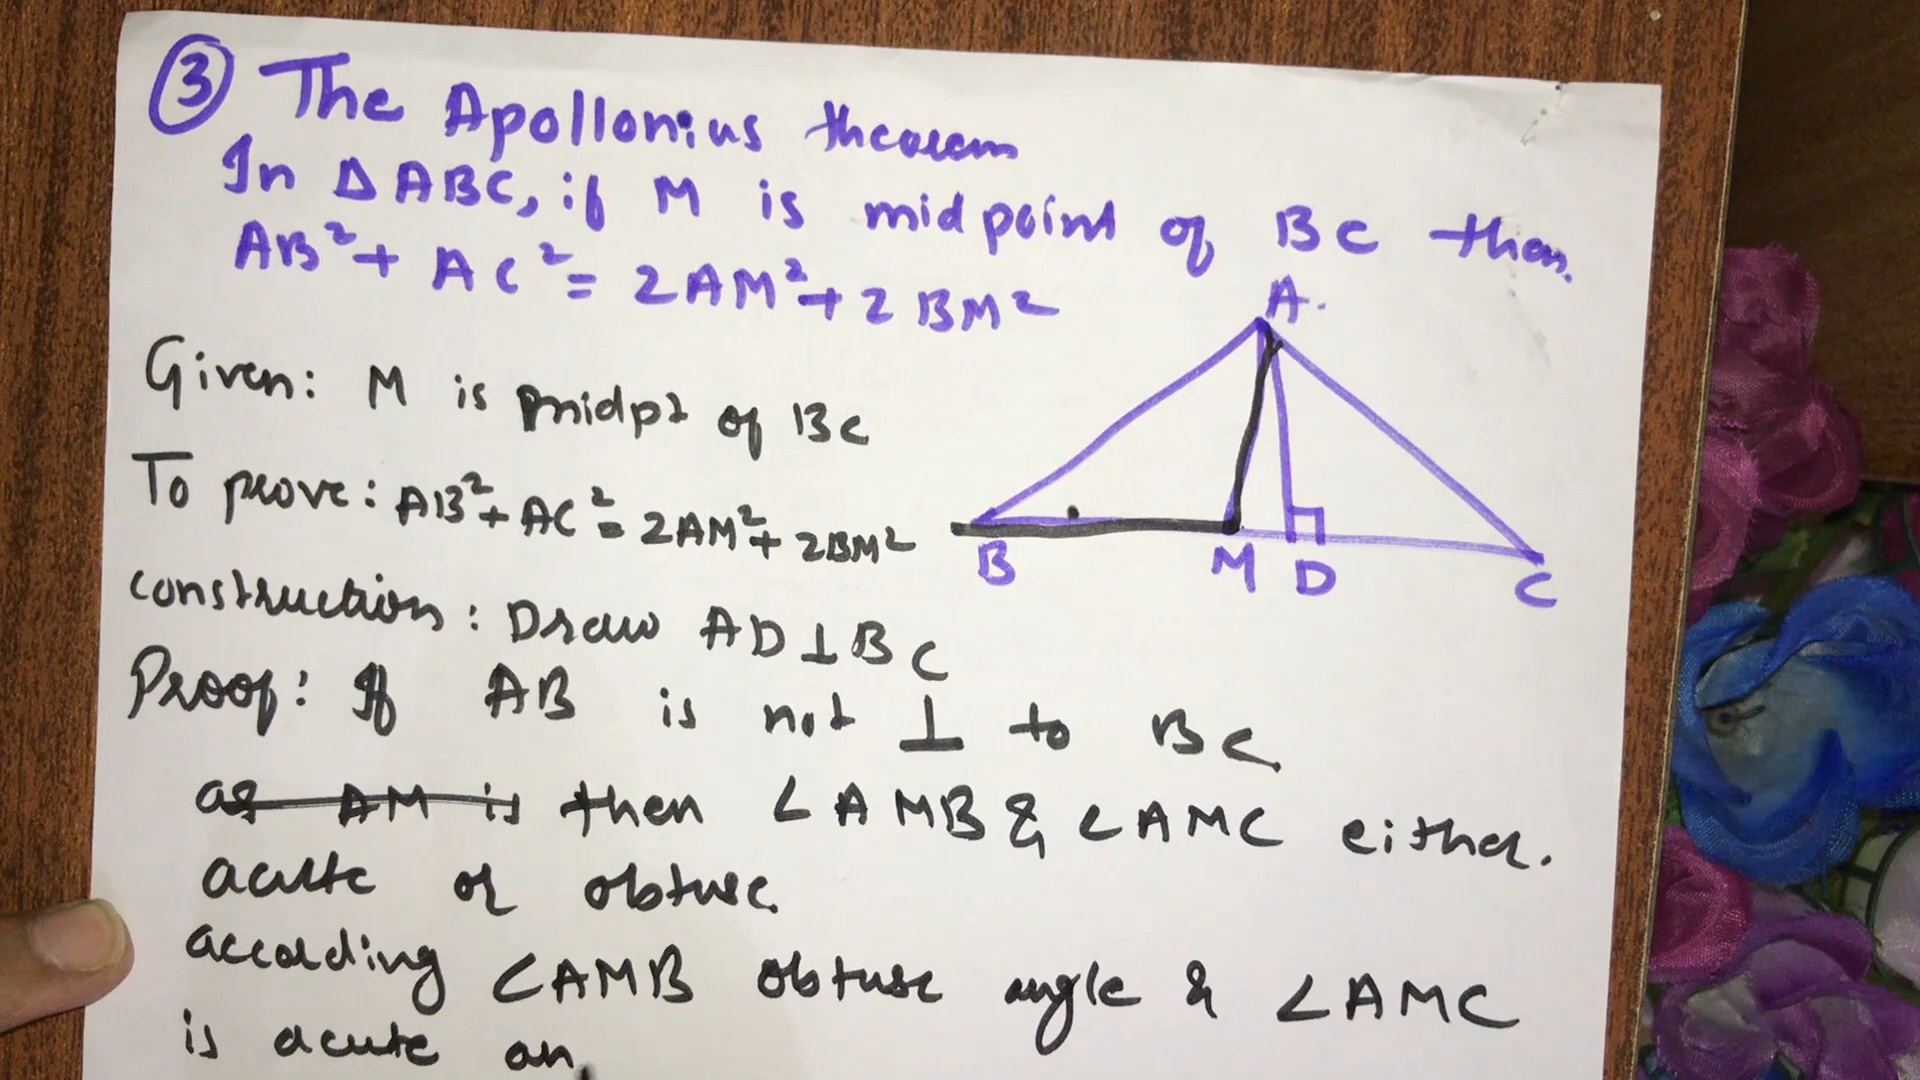 ③ The Apollonius theorem
In ΔABC, if M is midpoint of BC then.
AB²+ AC² = 2AM²+ 2BM²
A.
B M D C
Given: M is midpt of BC
To prove: AB²+ AC² = 2AM²+ 2BM²
construction: Draw AD⊥BC
Proof: If AB is not ⊥ to BC
as AM is then ∠AMB & ∠AMC either.
acute or obtuse
according ∠AMB obtuse angle & ∠AMC
is acute an